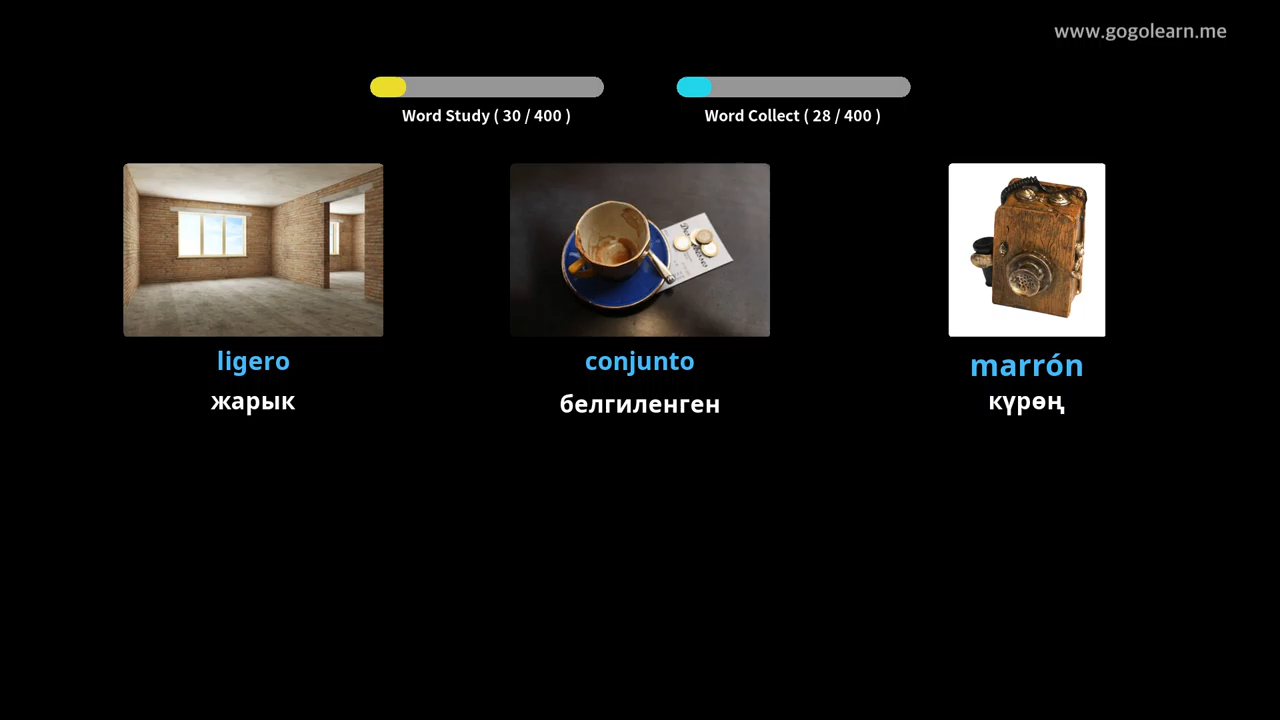 www.gogolearn.me
Word Study ( 30 / 400 )
Word Collect ( 28 / 400 )
ligero
conjunto
marrón
жарык
белгиленген
күрөң